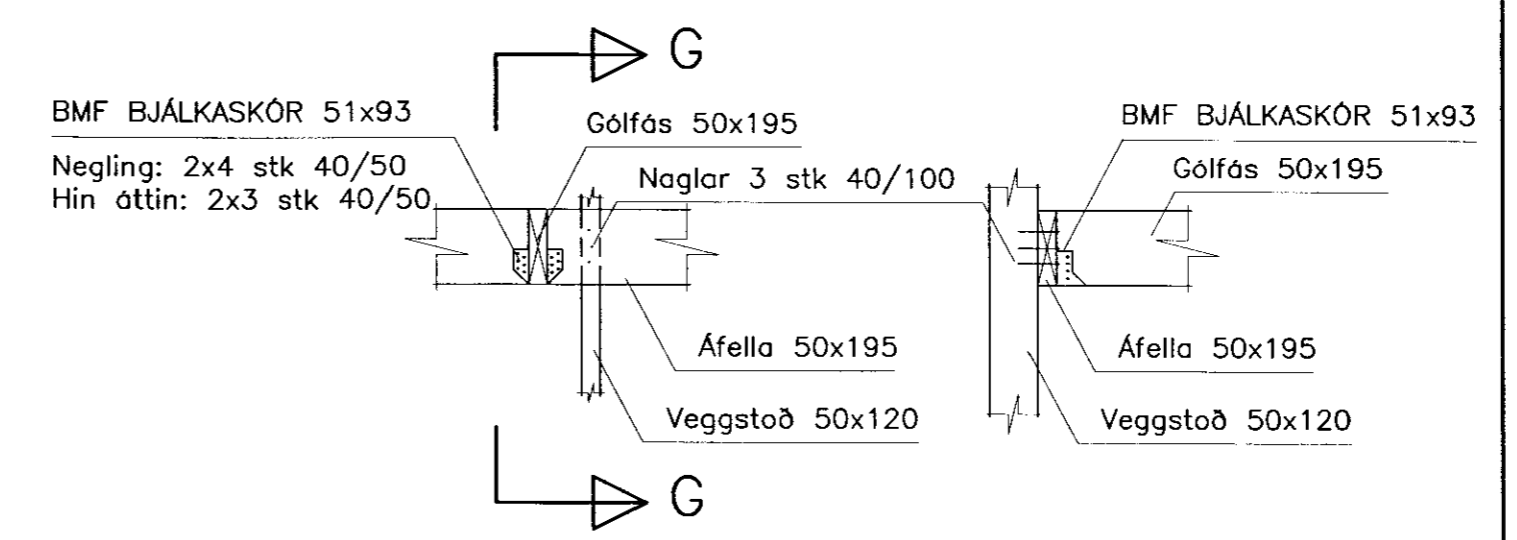 G
BMF BJÁLKASKÓR 51x93
Negling: 2x4 stk 40/50
Hin áttin: 2x3 stk 40/50
Gólfás 50x195
Naglar 3 stk 40/100
Áfella 50x195
Veggstoð 50x120
G
BMF BJÁLKASKÓR 51x93
Gólfás 50x195
Áfella 50x195
Veggstoð 50x120